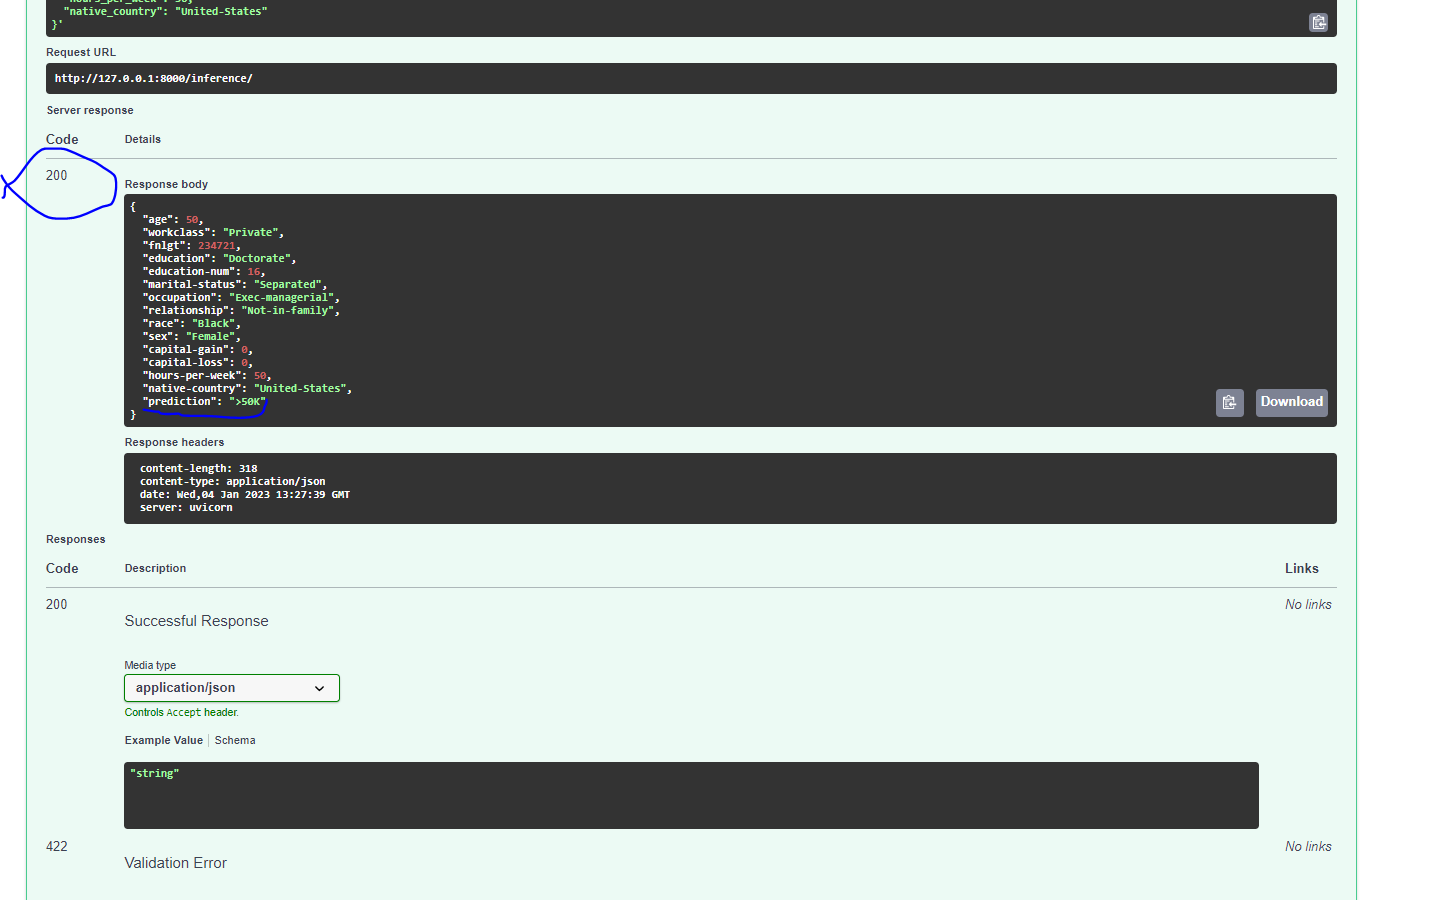 "native_country": "United-States"
}'
Request URL
http://127.0.0.1:8000/inference/
Server response
Code Details
200
Response body
{
"age": 50,
"workclass": "Private",
"fnlgt": 234721,
"education": "Doctorate",
"education-num": 16,
"marital-status": "Separated",
"occupation": "Exec-managerial",
"relationship": "Not-in-family",
"race": "Black",
"sex": "Female",
"capital-gain": 0,
"capital-loss": 0,
"hours-per-week": 50,
"native-country": "United-States",
"prediction": ">50K"
}
Download
Response headers
content-length: 318
content-type: application/json
date: Wed,04 Jan 2023 13:27:39 GMT
server: uvicorn
Responses
Code Description Links
200 No links
Successful Response
Media type
application/json
Controls Accept header.
Example Value Schema
"string"
422 No links
Validation Error